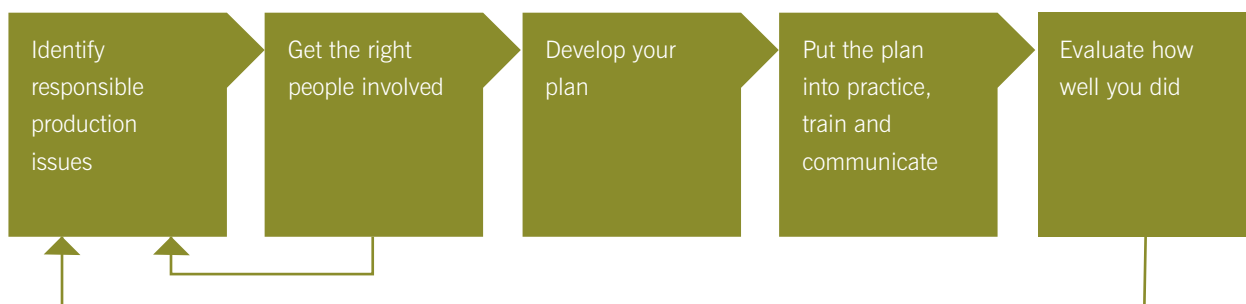 Identify
responsible
production
issues
Get the right
people involved
Develop your
plan
Put the plan
into practice,
train and
communicate
Evaluate how
well you did